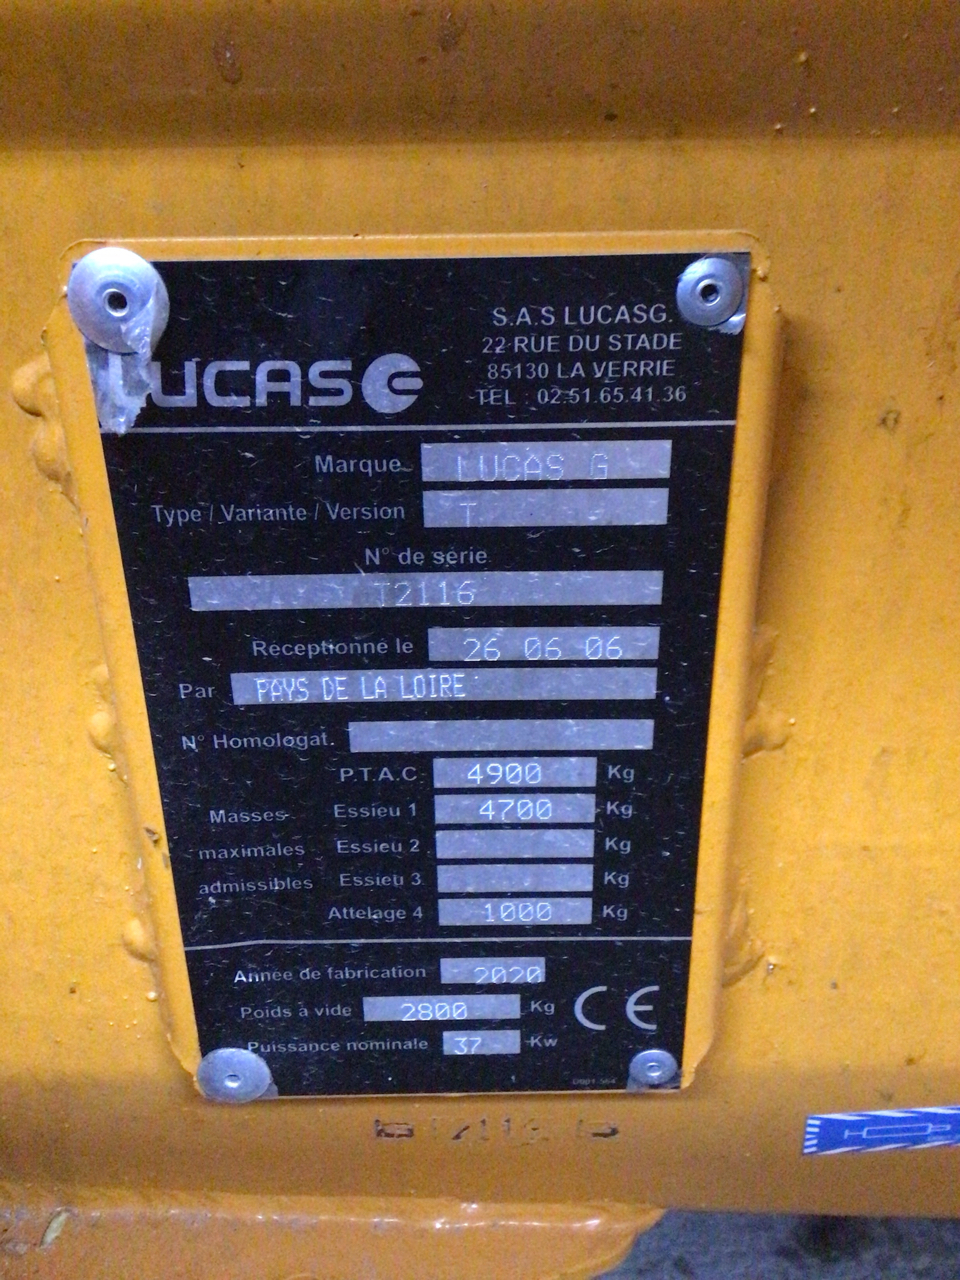 S.A.S LUCASG.
22 RUE DU STADE
85130 LA VERRIE
TEL : 02.51.65.41.36
LUCAS G
Marque LUCAS G
Type / Variante / Version T
N° de série
T2116
Réceptionné le 26 06 06
Par PAYS DE LA LOIRE
N° Homologat.
P.T.A.C 4900 Kg
Masses maximales admissibles
Essieu 1 4700 Kg
Essieu 2 Kg
Essieu 3 Kg
Attelage 4 1000 Kg
Année de fabrication 2020
Poids à vide 2800 Kg
CE
Puissance nominale 37 Kw